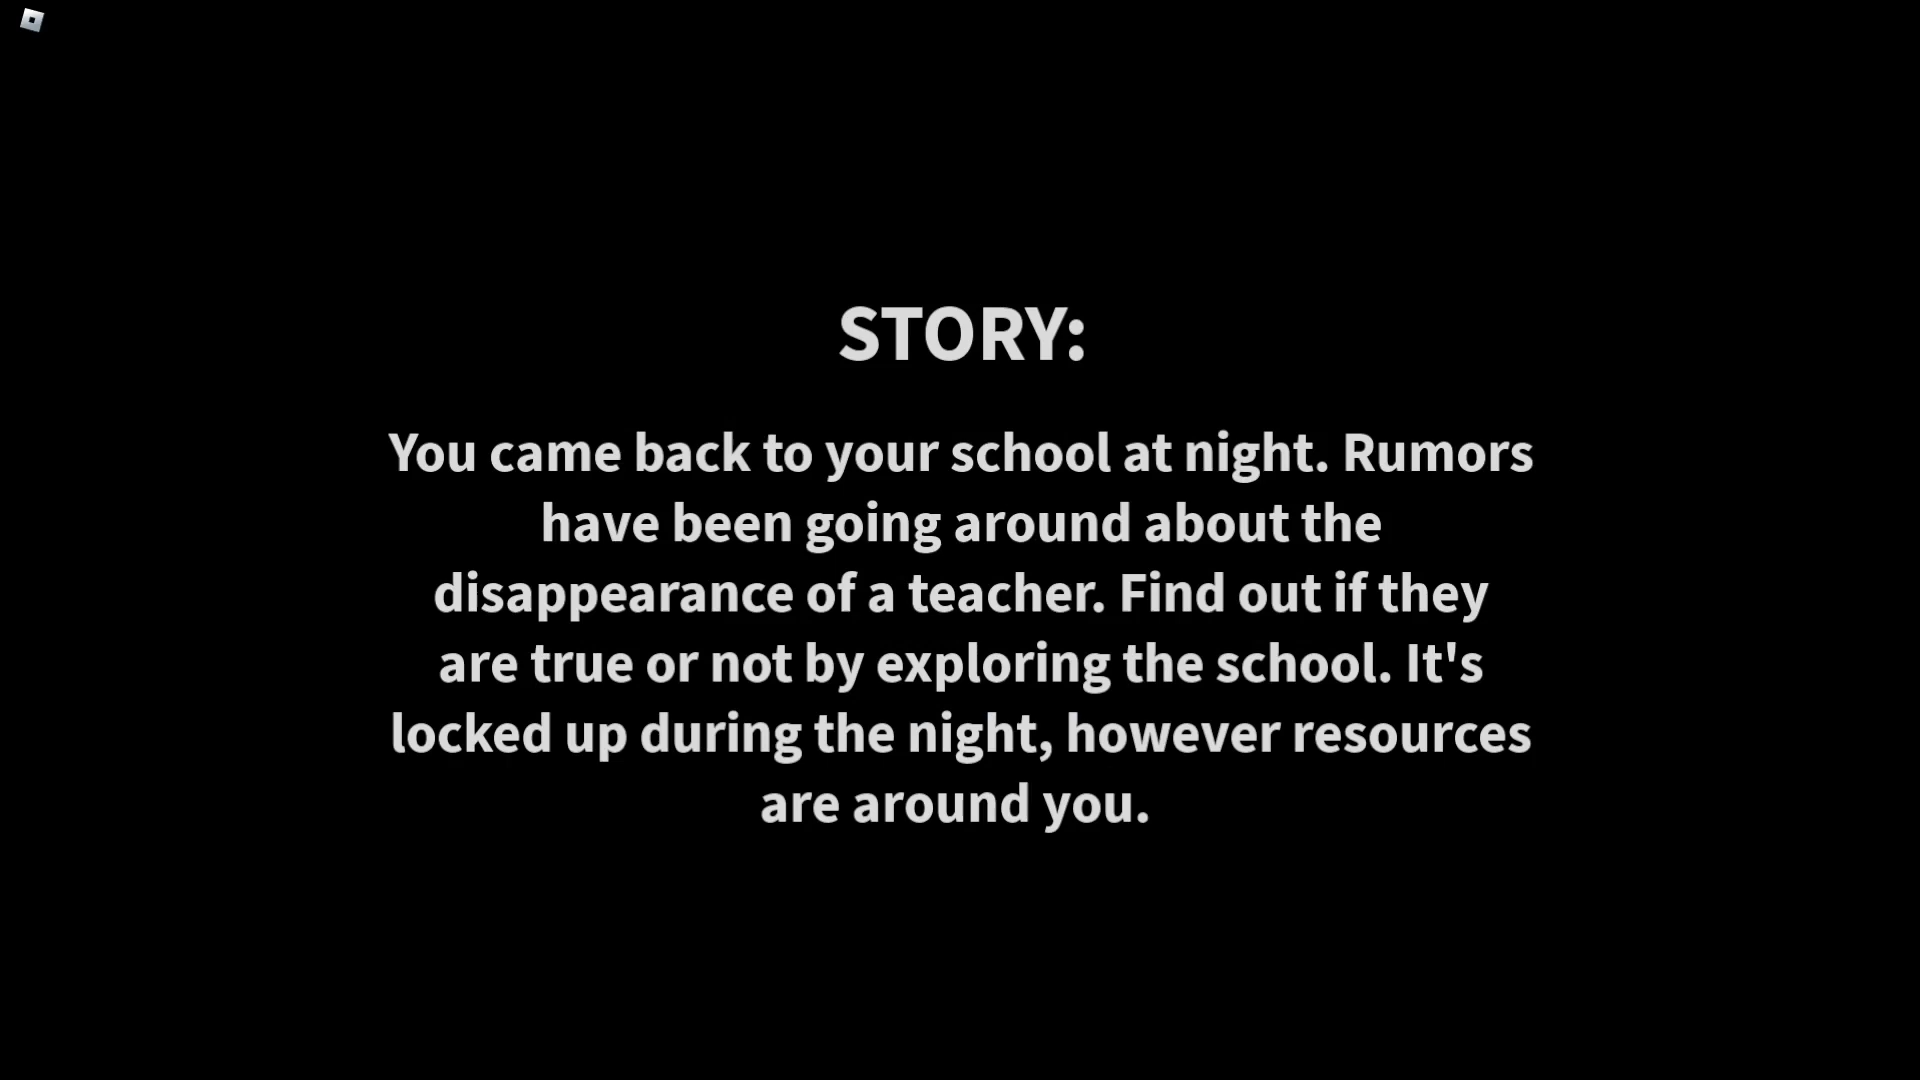 STORY:
You came back to your school at night. Rumors
have been going around about the
disappearance of a teacher. Find out if they
are true or not by exploring the school. It's
locked up during the night, however resources
are around you.